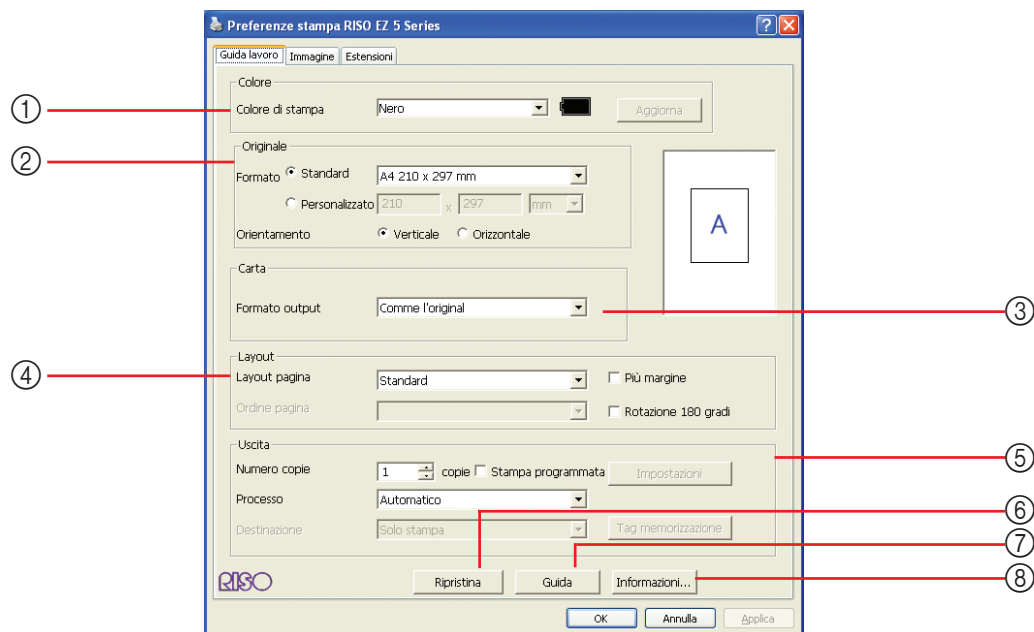 Preferenze stampa RISO EZ 5 Series
Guida lavoro Immagine Estensioni
Colore
① Colore di stampa Nero Aggiorna
② Originale
Formato Standard A4 210 x 297 mm
Personalizzato 210 x 297 mm
Orientamento Verticale Orizzontale
A
Carta
Formato output Comme l'original ③
Layout
④ Layout pagina Standard Più margine
Ordine pagina Rotazione 180 gradi
Uscita
⑤
Numero copie 1 copie Stampa programmata Impostazioni
Processo Automatico ⑥
Destinazione Solo stampa Tag memorizzazione
⑦
RISO Ripristina Guida Informazioni... ⑧
OK Annulla Applica